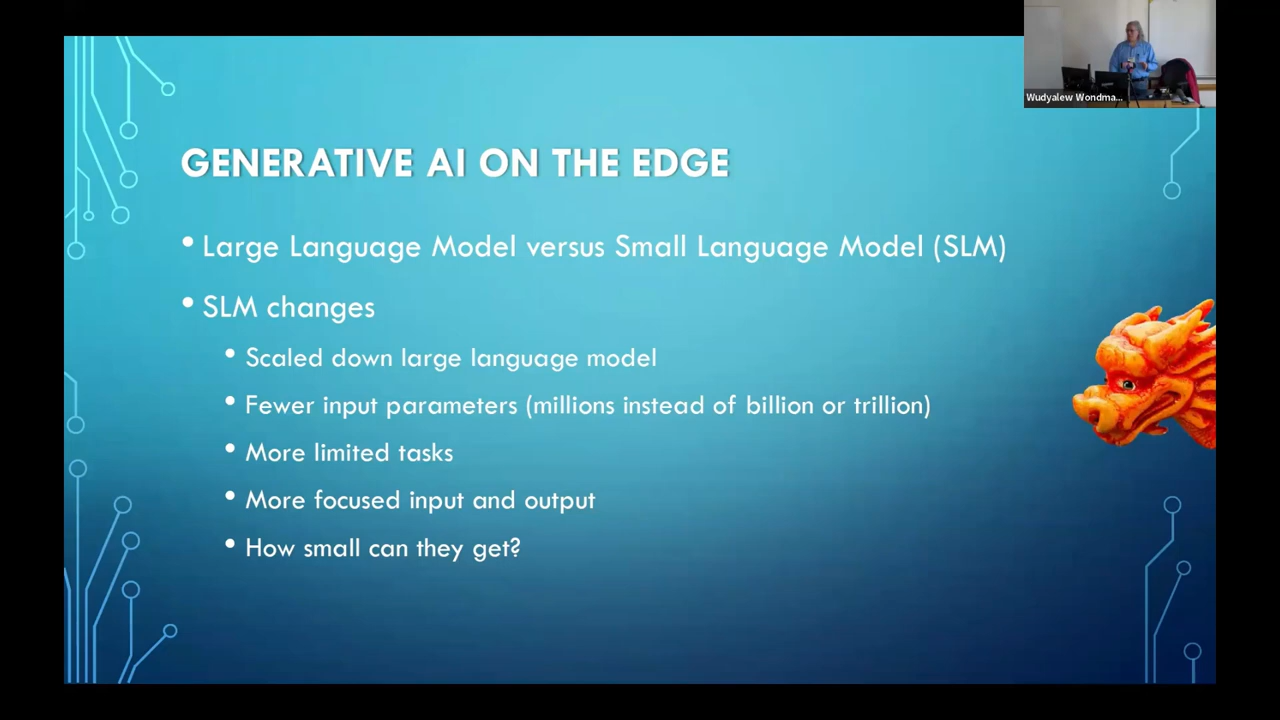 Wudyalew Wondma...
GENERATIVE AI ON THE EDGE
• Large Language Model versus Small Language Model (SLM)
• SLM changes
• Scaled down large language model
• Fewer input parameters (millions instead of billion or trillion)
• More limited tasks
• More focused input and output
• How small can they get?